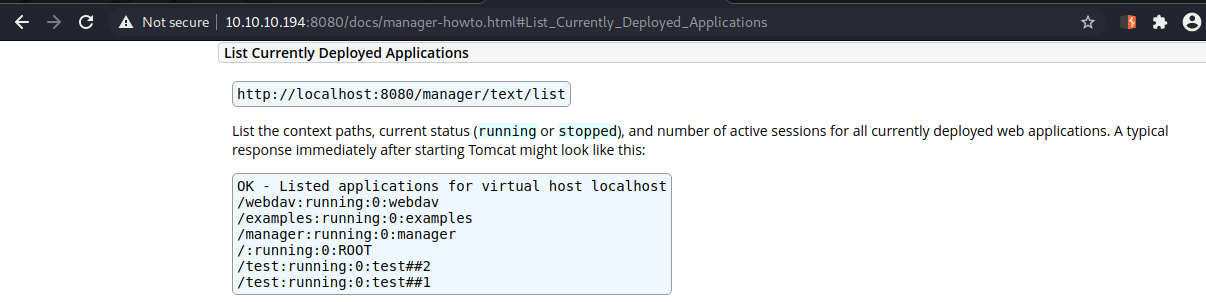 Not secure | 10.10.10.194:8080/docs/manager-howto.html#List_Currently_Deployed_Applications
List Currently Deployed Applications
http://localhost:8080/manager/text/list
List the context paths, current status (running or stopped), and number of active sessions for all currently deployed web applications. A typical
response immediately after starting Tomcat might look like this:
OK - Listed applications for virtual host localhost
/webdav:running:0:webdav
/examples:running:0:examples
/manager:running:0:manager
/:running:0:ROOT
/test:running:0:test##2
/test:running:0:test##1